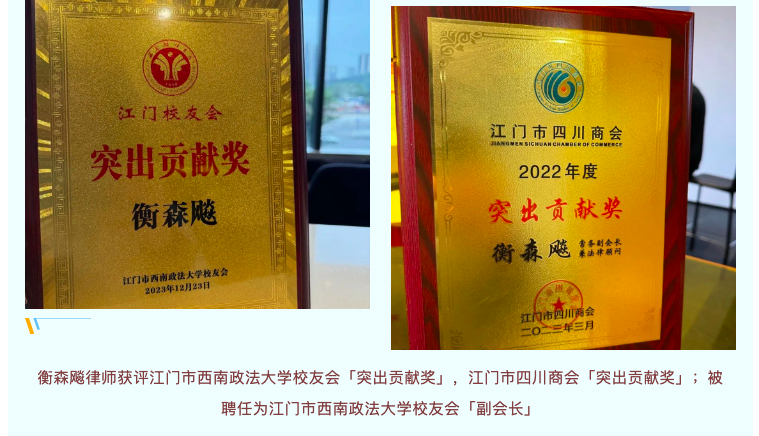 江门校友会
突出贡献奖
衡森飚
江门市西南政法大学校友会
2023年12月23日
江门市四川商会
JIANGMEN SICHUAN CHAMBER OF COMMERCE
2022年度
突出贡献奖
衡森飚 常务副会长
兼法律顾问
江门市四川商会
二〇二三年三月
衡森飚律师获评江门市西南政法大学校友会「突出贡献奖」，江门市四川商会「突出贡献奖」；被
聘任为江门市西南政法大学校友会「副会长」